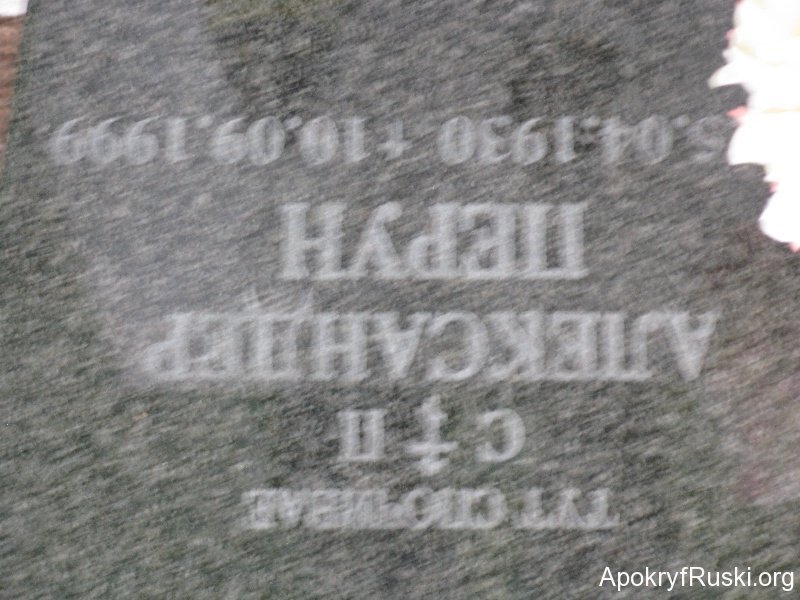 ТУТ СПОЧИВАЕ
С ☦ П
АЛЕКСАНДЕР
ПЕРУН
5.04.1930 + 10.09.1999
ApokryfRuski.org